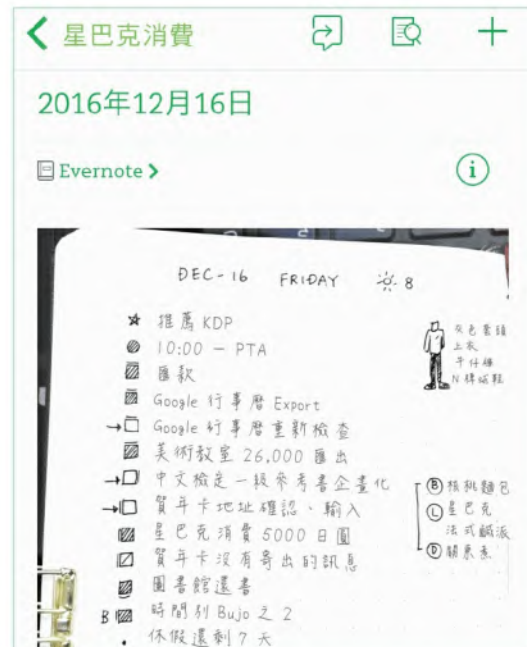 星巴克消費
2016年12月16日
Evernote
DEC-16 FRIDAY 8
推薦 KDP
10:00 - PTA
匯款
Google 行事曆 Export
Google 行事曆重新檢查
美術教室 26,000 匯出
中文檢定一級參考書企畫化
賀年卡地址確認、輸入
星巴克消費 5000 日圓
賀年卡沒有寄出的訊息
圖書館還書
B 時間別 Bujo 之 2
休假還剩 7 天
灰色套頭
上衣
牛仔褲
N 牌球鞋
B 核桃麵包
L 星巴克
法式鹹派
D 關東煮